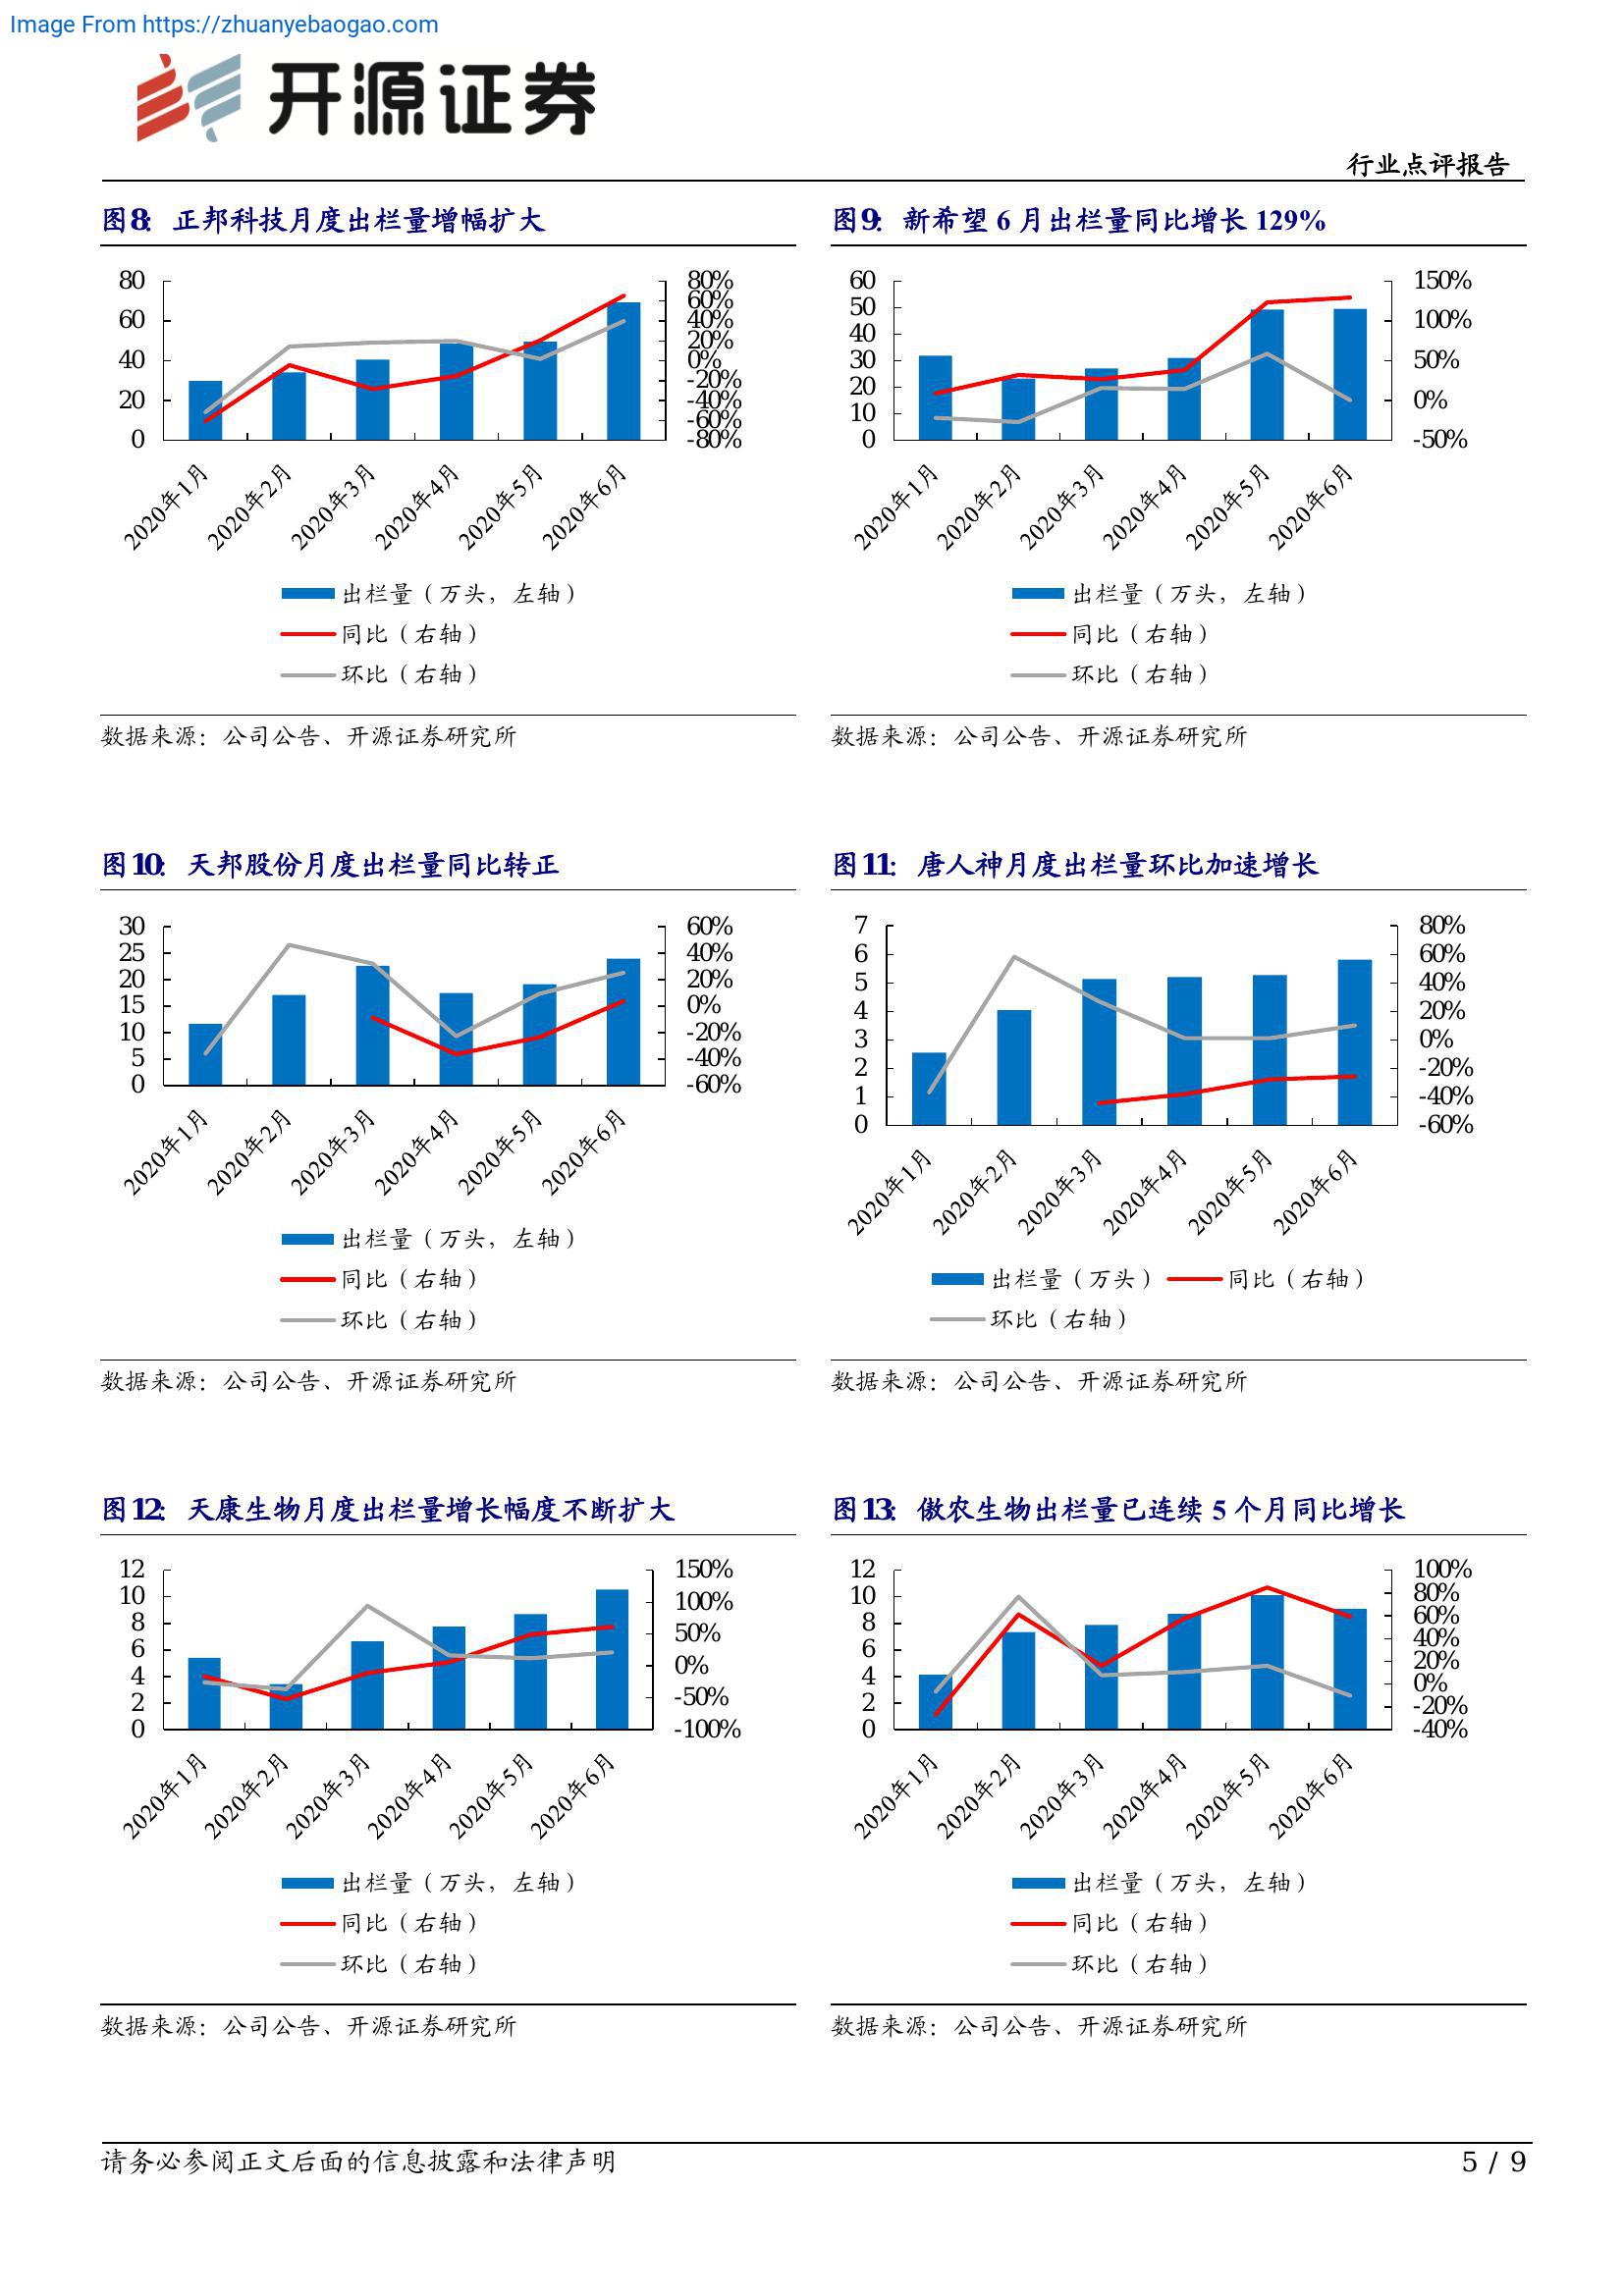 Image From https://zhuanyebaogao.com
开源证券
行业点评报告
图8：正邦科技月度出栏量增幅扩大
80
60
40
20
0
80%
60%
40%
20%
0%
-20%
-40%
-60%
-80%
2020年1月
2020年2月
2020年3月
2020年4月
2020年5月
2020年6月
出栏量（万头，左轴）
同比（右轴）
环比（右轴）
数据来源：公司公告、开源证券研究所
图9：新希望 6 月出栏量同比增长 129%
60
50
40
30
20
10
0
150%
100%
50%
0%
-50%
2020年1月
2020年2月
2020年3月
2020年4月
2020年5月
2020年6月
出栏量（万头，左轴）
同比（右轴）
环比（右轴）
数据来源：公司公告、开源证券研究所
图10：天邦股份月度出栏量同比转正
30
25
20
15
10
5
0
60%
40%
20%
0%
-20%
-40%
-60%
2020年1月
2020年2月
2020年3月
2020年4月
2020年5月
2020年6月
出栏量（万头，左轴）
同比（右轴）
环比（右轴）
数据来源：公司公告、开源证券研究所
图11：唐人神月度出栏量环比加速增长
7
6
5
4
3
2
1
0
80%
60%
40%
20%
0%
-20%
-40%
-60%
2020年1月
2020年2月
2020年3月
2020年4月
2020年5月
2020年6月
出栏量（万头） 同比（右轴）
环比（右轴）
数据来源：公司公告、开源证券研究所
图12：天康生物月度出栏量增长幅度不断扩大
12
10
8
6
4
2
0
150%
100%
50%
0%
-50%
-100%
2020年1月
2020年2月
2020年3月
2020年4月
2020年5月
2020年6月
出栏量（万头，左轴）
同比（右轴）
环比（右轴）
数据来源：公司公告、开源证券研究所
图13：傲农生物出栏量已连续 5 个月同比增长
12
10
8
6
4
2
0
100%
80%
60%
40%
20%
0%
-20%
-40%
2020年1月
2020年2月
2020年3月
2020年4月
2020年5月
2020年6月
出栏量（万头，左轴）
同比（右轴）
环比（右轴）
数据来源：公司公告、开源证券研究所
请务必参阅正文后面的信息披露和法律声明
5 / 9